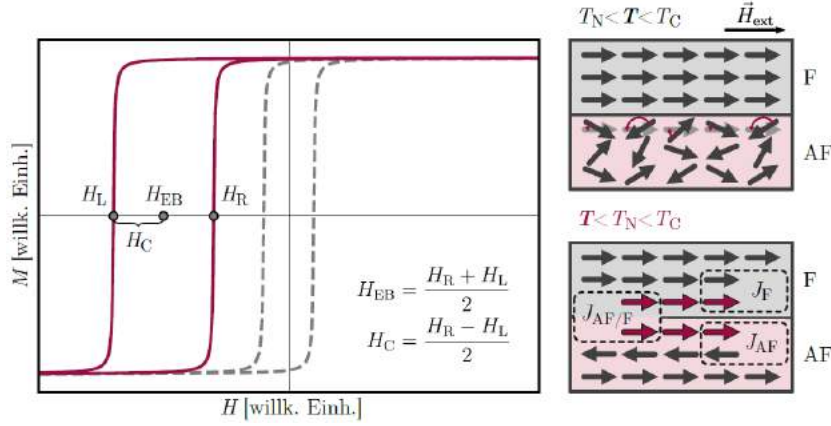 T_N < T < T_C
H⃗_ext
F
AF
M [willk. Einh.]
H_L H_EB H_R
H_C
H_EB = (H_R + H_L)/2
H_C = (H_R − H_L)/2
H [willk. Einh.]
T < T_N < T_C
F
J_F
J_AF/F
J_AF
AF